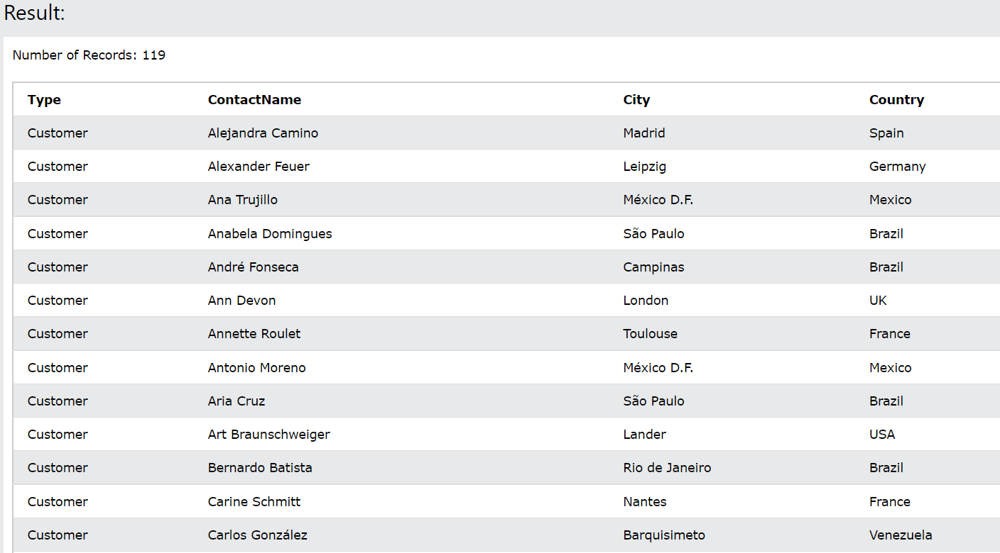 Result:
Number of Records: 119
Type ContactName City Country
Customer Alejandra Camino Madrid Spain
Customer Alexander Feuer Leipzig Germany
Customer Ana Trujillo México D.F. Mexico
Customer Anabela Domingues São Paulo Brazil
Customer André Fonseca Campinas Brazil
Customer Ann Devon London UK
Customer Annette Roulet Toulouse France
Customer Antonio Moreno México D.F. Mexico
Customer Aria Cruz São Paulo Brazil
Customer Art Braunschweiger Lander USA
Customer Bernardo Batista Rio de Janeiro Brazil
Customer Carine Schmitt Nantes France
Customer Carlos González Barquisimeto Venezuela